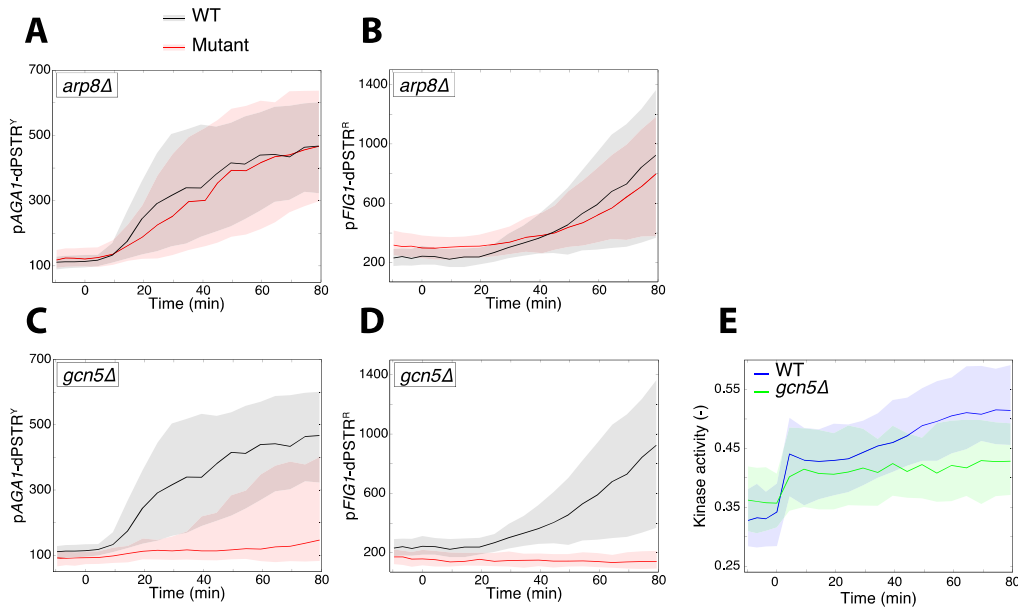 WT
Mutant
A
B
arp8Δ
arp8Δ
700
500
300
100
pAGA1-dPSTRʸ
0 20 40 60 80
Time (min)
1400
1000
600
200
pFIG1-dPSTRᴿ
0 20 40 60 80
Time (min)
C
D
E
gcn5Δ
gcn5Δ
700
500
300
100
pAGA1-dPSTRʸ
0 20 40 60 80
Time (min)
1400
1000
600
200
pFIG1-dPSTRᴿ
0 20 40 60 80
Time (min)
WT
gcn5Δ
0.55
0.45
0.35
0.24
Kinase activity (-)
0 20 40 60 80
Time (min)